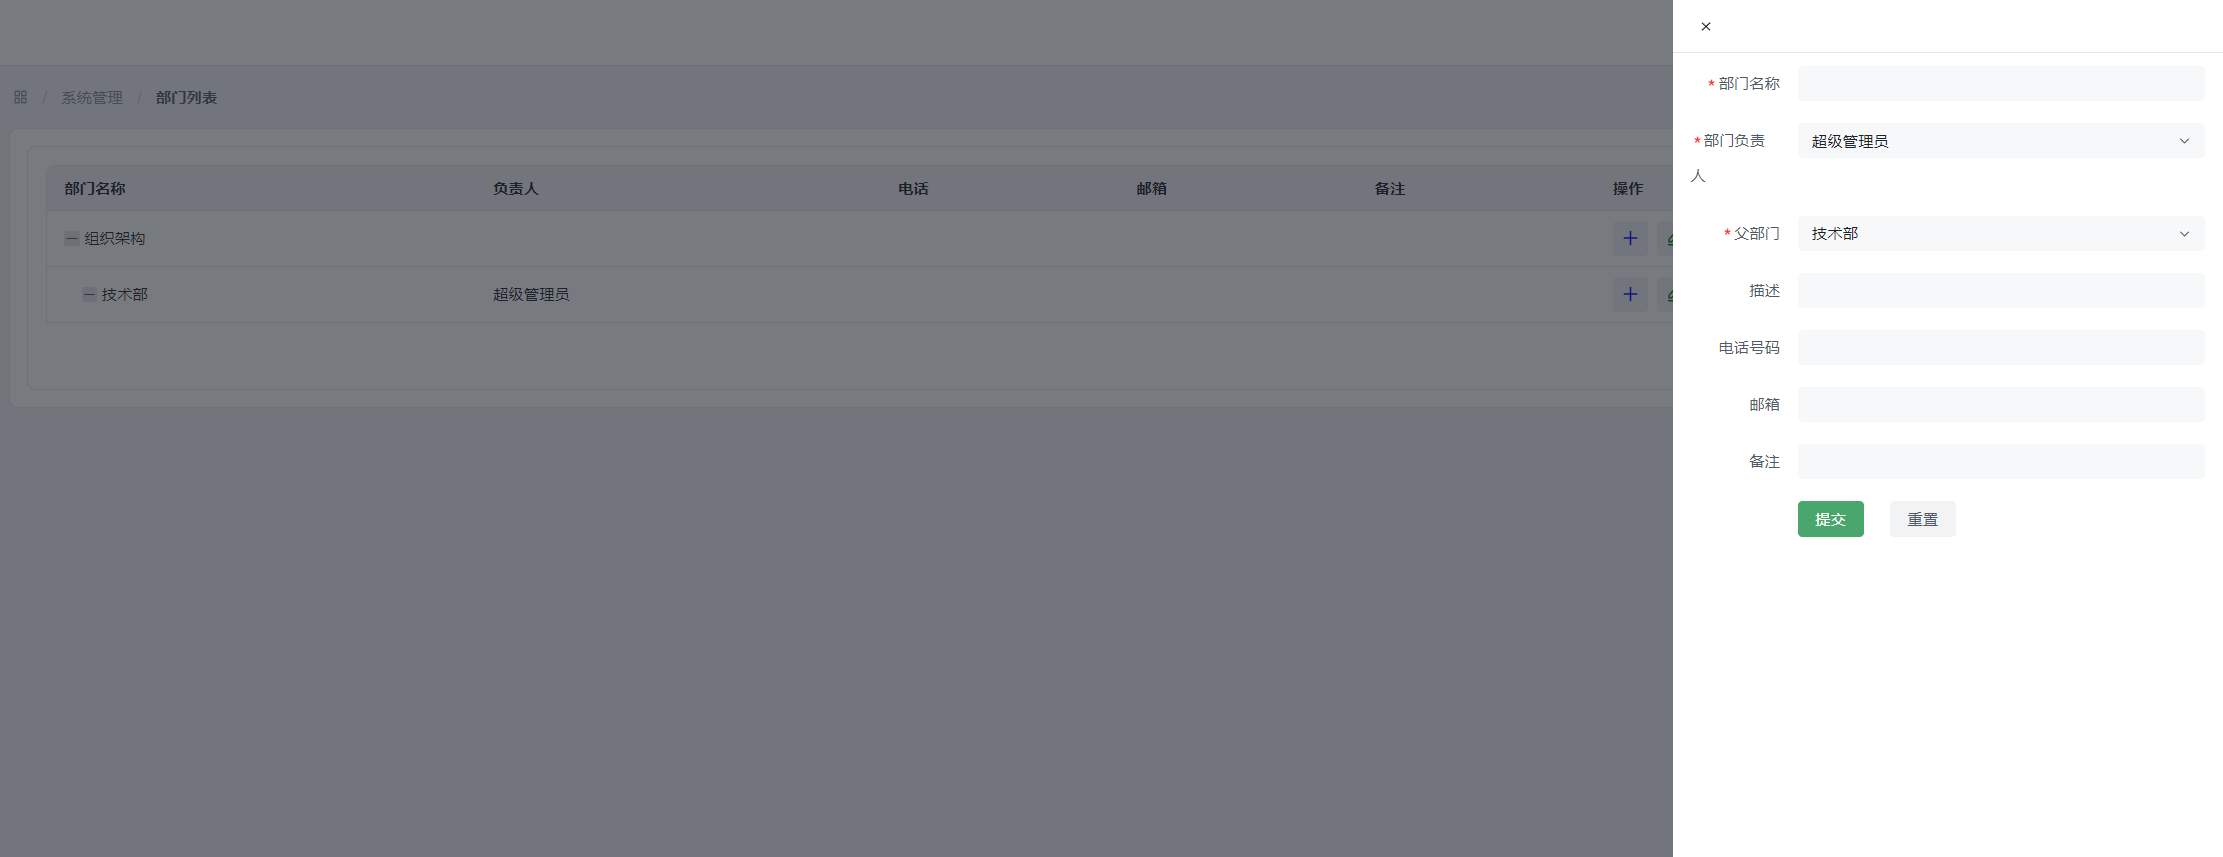 / 系统管理 / 部门列表
部门名称 负责人 电话 邮箱 备注 操作
组织架构
技术部 超级管理员
* 部门名称
* 部门负责人 超级管理员
* 父部门 技术部
描述
电话号码
邮箱
备注
提交 重置